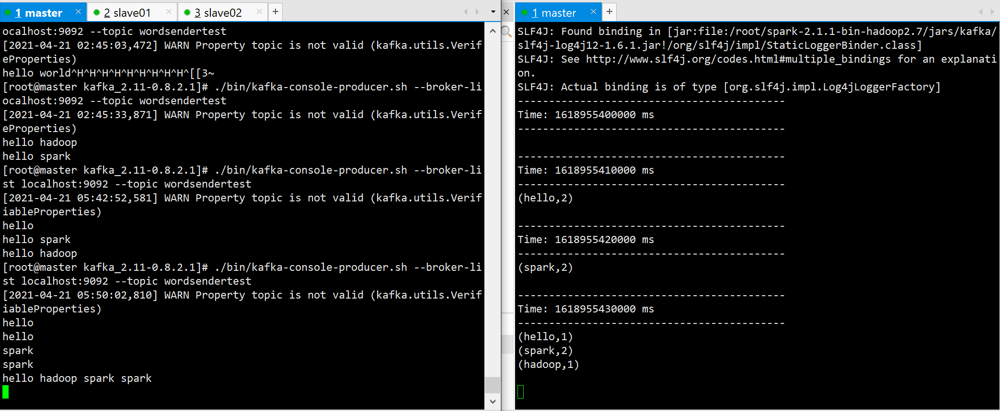 1 master × 2 slave01 × 3 slave02 × +
ocalhost:9092 --topic wordsendertest
[2021-04-21 02:45:03,472] WARN Property topic is not valid (kafka.utils.Verif
eProperties)
hello world^H^H^H^H^H^H^H^H^H^H^[[3~
[root@master kafka_2.11-0.8.2.1]# ./bin/kafka-console-producer.sh --broker-li
ocalhost:9092 --topic wordsendertest
[2021-04-21 02:45:33,871] WARN Property topic is not valid (kafka.utils.Verif
eProperties)
hello hadoop
hello spark
[root@master kafka_2.11-0.8.2.1]# ./bin/kafka-console-producer.sh --broker-li
st localhost:9092 --topic wordsendertest
[2021-04-21 05:42:52,581] WARN Property topic is not valid (kafka.utils.Verif
iableProperties)
hello
hello spark
hello hadoop
[root@master kafka_2.11-0.8.2.1]# ./bin/kafka-console-producer.sh --broker-li
st localhost:9092 --topic wordsendertest
[2021-04-21 05:50:02,810] WARN Property topic is not valid (kafka.utils.Verif
iableProperties)
hello
hello
spark
spark
hello hadoop spark spark
1 master × +
SLF4J: Found binding in [jar:file:/root/spark-2.1.1-bin-hadoop2.7/jars/kafka/
slf4j-log4j12-1.6.1.jar!/org/slf4j/impl/StaticLoggerBinder.class]
SLF4J: See http://www.slf4j.org/codes.html#multiple_bindings for an explanati
on.
SLF4J: Actual binding is of type [org.slf4j.impl.Log4jLoggerFactory]
-------------------------------------------
Time: 1618955400000 ms
-------------------------------------------
-------------------------------------------
Time: 1618955410000 ms
-------------------------------------------
(hello,2)
-------------------------------------------
Time: 1618955420000 ms
-------------------------------------------
(spark,2)
-------------------------------------------
Time: 1618955430000 ms
-------------------------------------------
(hello,1)
(spark,2)
(hadoop,1)